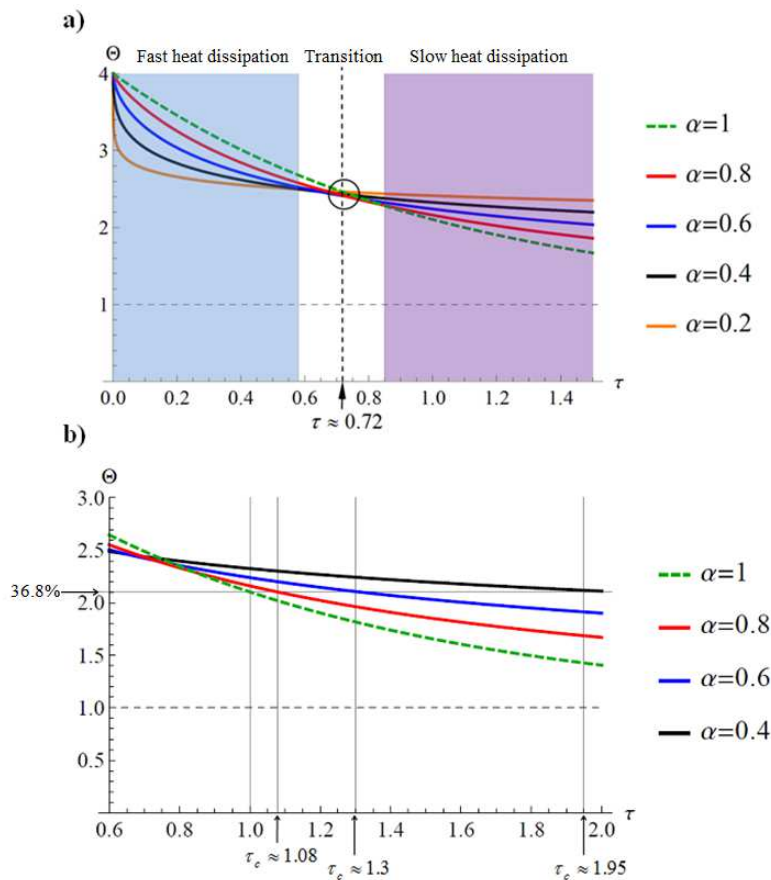 a)
Θ Fast heat dissipation Transition Slow heat dissipation
4
3
2
1
0.0 0.2 0.4 0.6 0.8 1.0 1.2 1.4 τ
τ ≈ 0.72
α=1
α=0.8
α=0.6
α=0.4
α=0.2
b)
Θ
3.0
2.5
36.8%
2.0
1.5
1.0
0.5
0.6 0.8 1.0 1.2 1.4 1.6 1.8 2.0 τ
τc ≈ 1.08 τc ≈ 1.3 τc ≈ 1.95
α=1
α=0.8
α=0.6
α=0.4